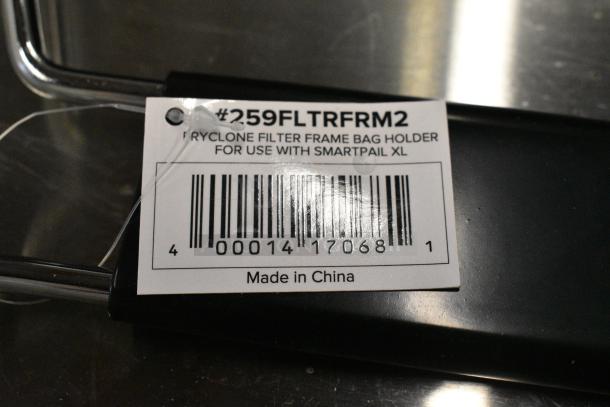 #259FLTRFRM2
RYCLONE FILTER FRAME BAG HOLDER
FOR USE WITH SMARTPAIL XL
4 00014 17068 1
Made in China